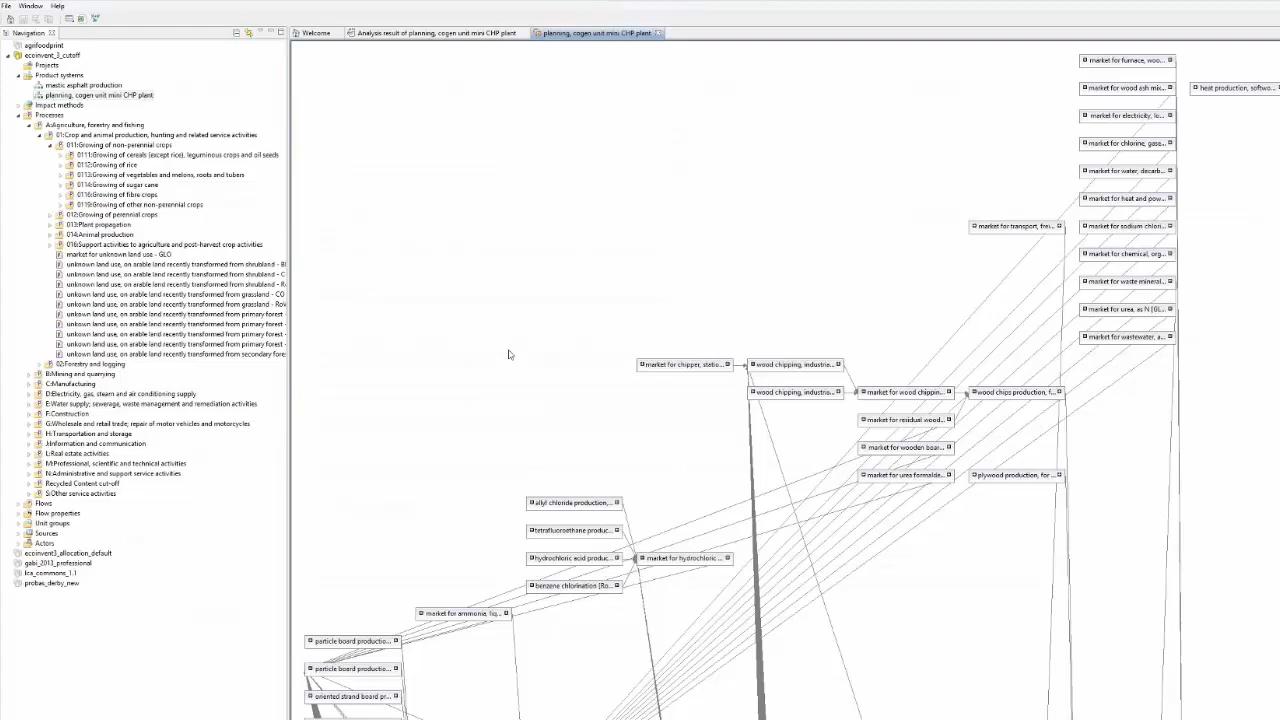 File Window Help
Navigation
agrifootprint
ecoinvent_3_cutoff
Projects
Product systems
mastic asphalt production
planning, cogen unit mini CHP plant
Impact methods
Processes
A:Agriculture, forestry and fishing
01:Crop and animal production, hunting and related service activities
011:Growing of non-perennial crops
0111:Growing of cereals (except rice), leguminous crops and oil seeds
0112:Growing of rice
0113:Growing of vegetables and melons, roots and tubers
0114:Growing of sugar cane
0116:Growing of fibre crops
0119:Growing of other non-perennial crops
012:Growing of perennial crops
013:Plant propagation
014:Animal production
016:Support activities to agriculture and post-harvest crop activities
market for unknown land use - GLO
unknown land use, on arable land recently transformed from shrubland - B
unknown land use, on arable land recently transformed from shrubland - C
unknown land use, on arable land recently transformed from shrubland - R
unkown land use, on arable land recently transformed from grassland - CO
unkown land use, on arable land recently transformed from grassland - Ro
unkown land use, on arable land recently transformed from primary forest -
unkown land use, on arable land recently transformed from primary forest -
unkown land use, on arable land recently transformed from primary forest -
unkown land use, on arable land recently transformed from primary forest -
unkown land use, on arable land recently transformed from secondary fore
02:Forestry and logging
B:Mining and quarrying
C:Manufacturing
D:Electricity, gas, steam and air conditioning supply
E:Water supply; sewerage, waste management and remediation activities
F:Construction
G:Wholesale and retail trade; repair of motor vehicles and motorcycles
H:Transportation and storage
J:Information and communication
L:Real estate activities
M:Professional, scientific and technical activities
N:Administrative and support service activities
Recycled Content cut-off
S:Other service activities
Flows
Flow properties
Unit groups
Sources
Actors
ecoinvent3_allocation_default
gabi_2013_professional
lca_commons_1.1
probas_derby_new
Welcome
Analysis result of planning, cogen unit mini CHP plant
planning, cogen unit mini CHP plant
market for furnace, woo...
market for wood ash mix...
heat production, softwo...
market for electricity, lo...
market for chlorine, gase...
market for water, decarb...
market for heat and pow...
market for transport, frei...
market for sodium chlori...
market for chemical, org...
market for waste mineral...
market for urea, as N [GL...
market for wastewater, a...
market for chipper, statio...
wood chipping, industria...
wood chipping, industria...
market for wood chippin...
wood chips production, f...
market for residual wood...
market for wooden boar...
market for urea formalde...
plywood production, for ...
allyl chloride production,...
tetrafluoroethane produc...
hydrochloric acid produc...
market for hydrochloric ...
benzene chlorination [Ro...
market for ammonia, liq...
particle board productio...
particle board productio...
oriented strand board pr...